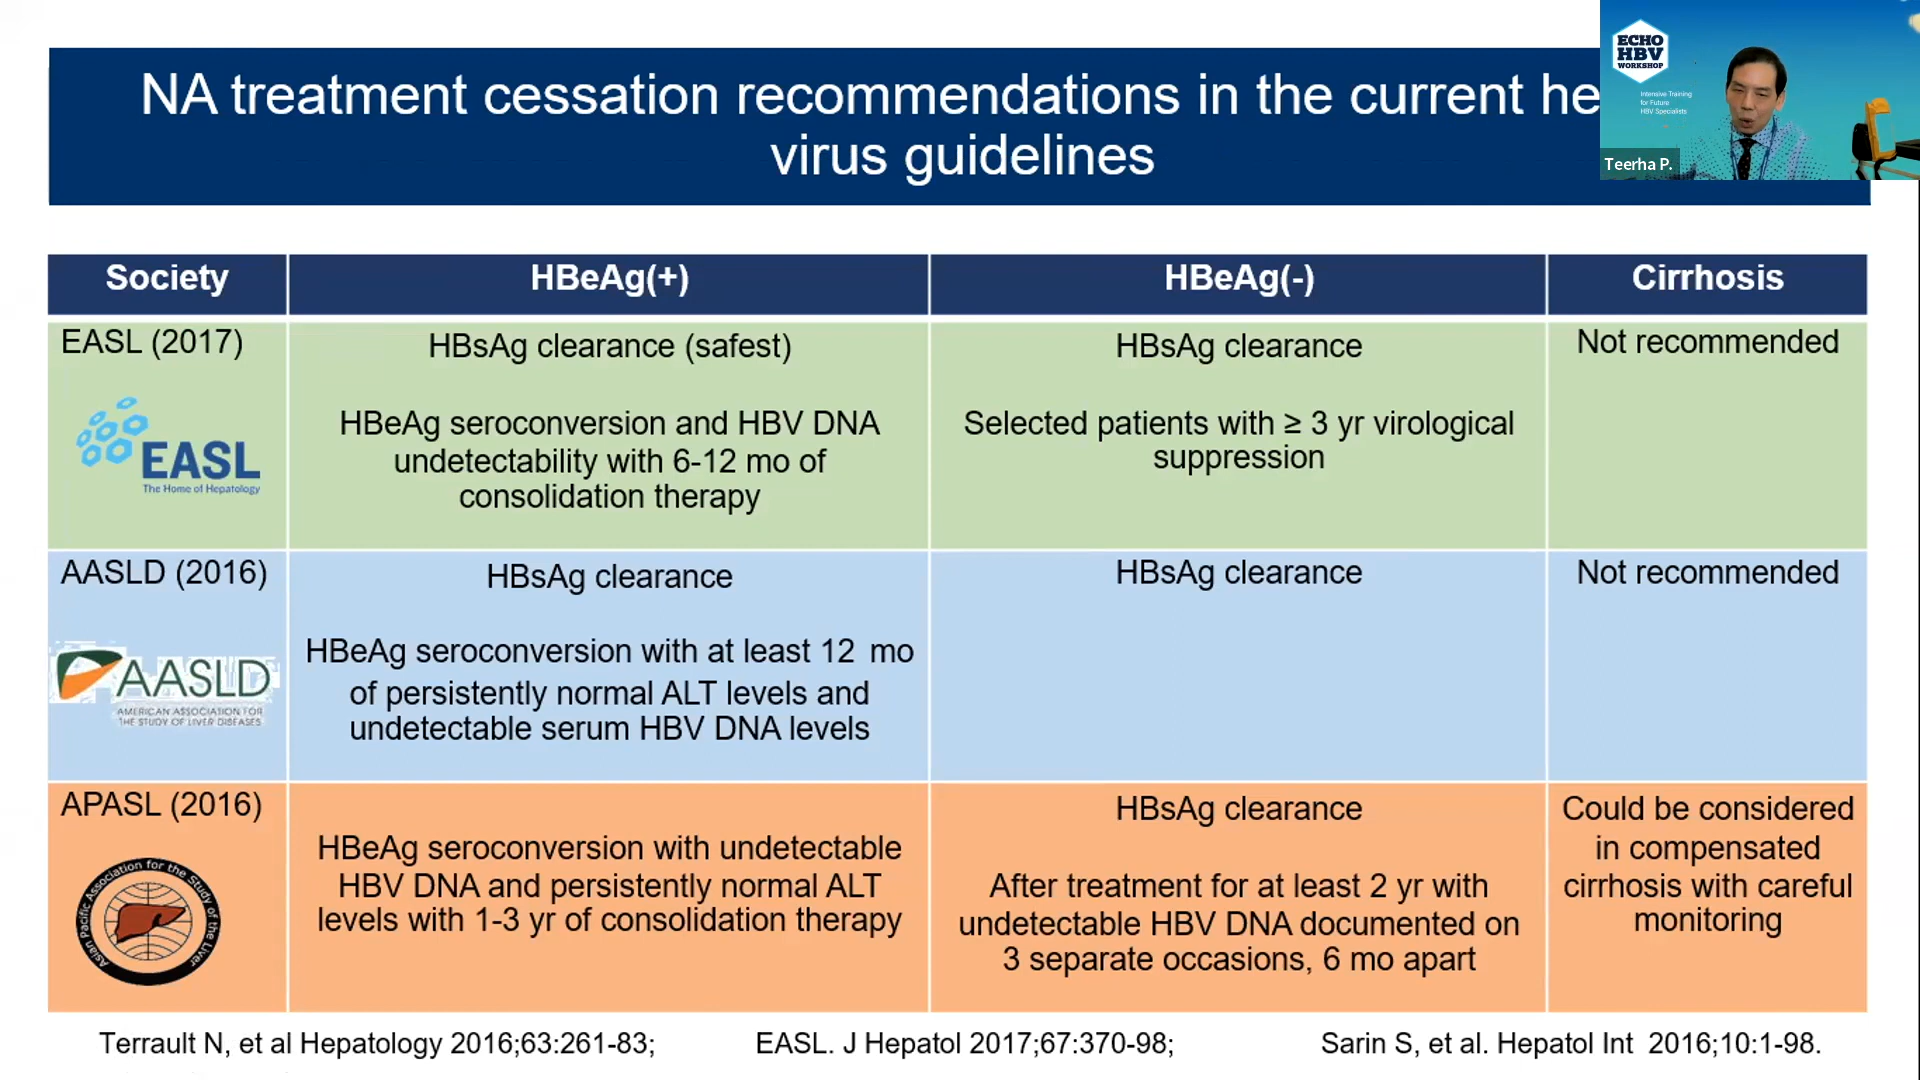 NA treatment cessation recommendations in the current he
virus guidelines
ECHO
HBV
WORKSHOP
Intensive Training
for Future
HBV Specialists
Teerha P.
Society
HBeAg(+)
HBeAg(-)
Cirrhosis
EASL (2017)
EASL
The Home of Hepatology
HBsAg clearance (safest)
HBeAg seroconversion and HBV DNA
undetectability with 6-12 mo of
consolidation therapy
HBsAg clearance
Selected patients with ≥ 3 yr virological
suppression
Not recommended
AASLD (2016)
AASLD
AMERICAN ASSOCIATION FOR
THE STUDY OF LIVER DISEASES
HBsAg clearance
HBeAg seroconversion with at least 12 mo
of persistently normal ALT levels and
undetectable serum HBV DNA levels
HBsAg clearance
Not recommended
APASL (2016)
Asian Pacific Association for the Study of the Liver
HBeAg seroconversion with undetectable
HBV DNA and persistently normal ALT
levels with 1-3 yr of consolidation therapy
HBsAg clearance
After treatment for at least 2 yr with
undetectable HBV DNA documented on
3 separate occasions, 6 mo apart
Could be considered
in compensated
cirrhosis with careful
monitoring
Terrault N, et al Hepatology 2016;63:261-83;
EASL. J Hepatol 2017;67:370-98;
Sarin S, et al. Hepatol Int 2016;10:1-98.